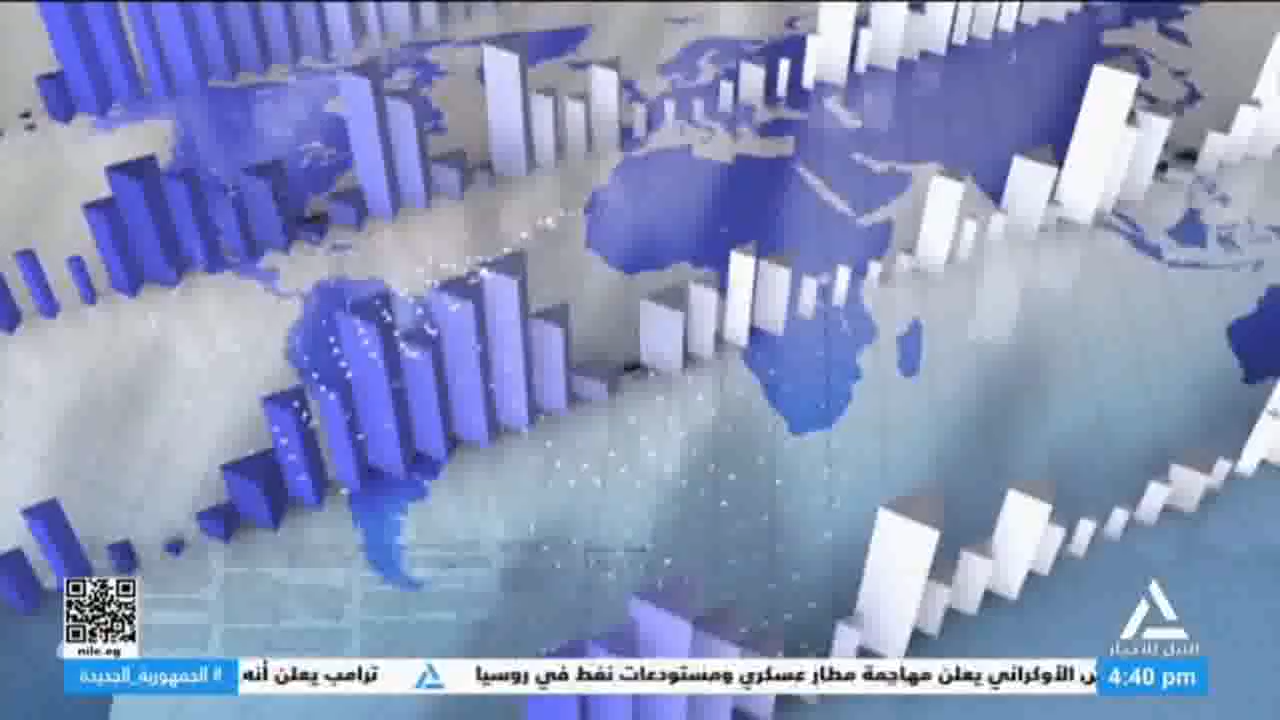 nile.eg
النيل للأخبار
4:40 pm
الأوكراني يعلن مهاجمة مطار عسكري ومستودعات نفط في روسيا
ترامب يعلن أنه
# الجمهورية_الجديدة